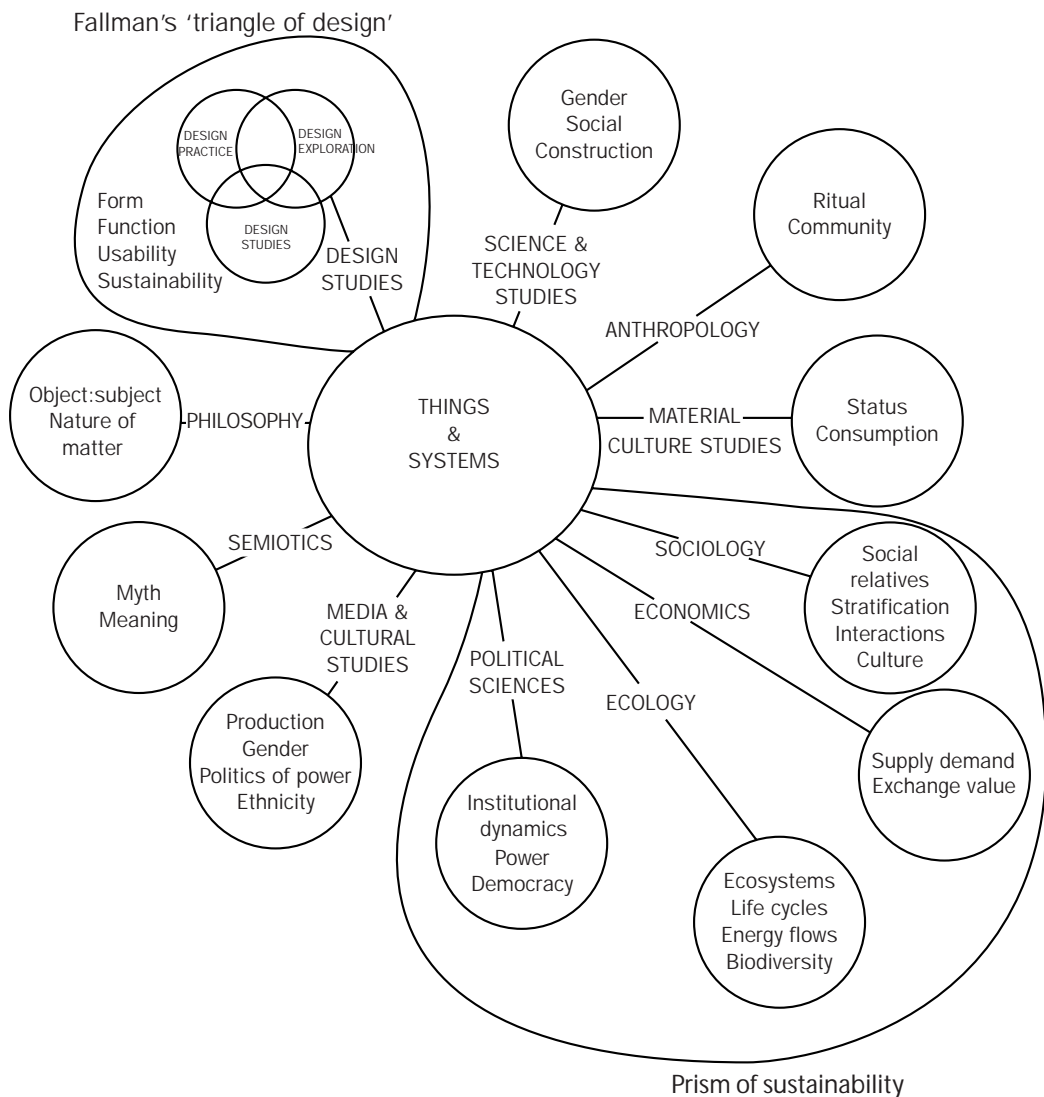 Fallman's 'triangle of design'
DESIGN
PRACTICE
DESIGN
EXPLORATION
DESIGN
STUDIES
Form
Function
Usability
Sustainability
DESIGN
STUDIES
Gender
Social
Construction
SCIENCE &
TECHNOLOGY
STUDIES
Ritual
Community
ANTHROPOLOGY
Object:subject
Nature of
matter
PHILOSOPHY
THINGS
&
SYSTEMS
MATERIAL
CULTURE STUDIES
Status
Consumption
SEMIOTICS
Myth
Meaning
SOCIOLOGY
Social
relatives
Stratification
Interactions
Culture
MEDIA &
CULTURAL
STUDIES
Production
Gender
Politics of power
Ethnicity
POLITICAL
SCIENCES
Institutional
dynamics
Power
Democracy
ECOLOGY
Ecosystems
Life cycles
Energy flows
Biodiversity
ECONOMICS
Supply demand
Exchange value
Prism of sustainability